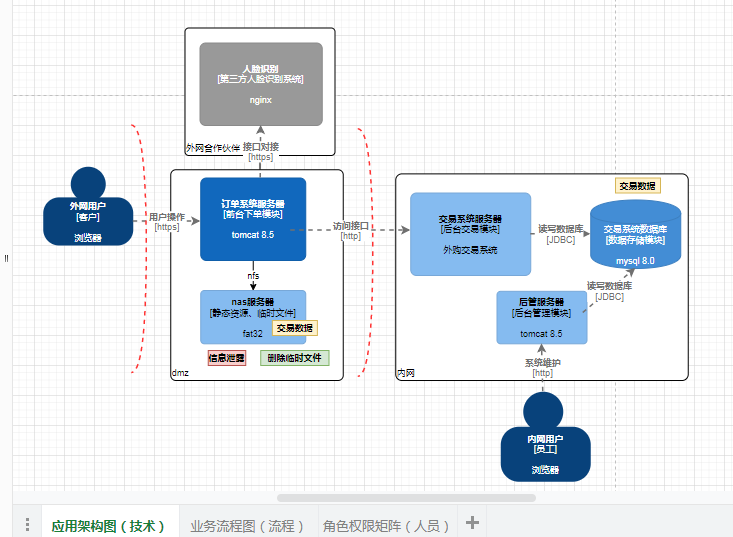 人脸识别
[第三方人脸识别系统]
nginx
外网合作伙伴
接口对接
[https]
外网用户
[客户]
浏览器
用户操作
[https]
订单系统服务器
[前台下单模块]
tomcat 8.5
nfs
nas服务器
[静态资源、临时文件]
fat32
交易数据
信息泄露
删除临时文件
dmz
访问接口
[http]
交易系统服务器
[后台交易模块]
外购交易系统
读写数据库
[JDBC]
交易数据
交易系统数据库
[数据存储模块]
mysql 8.0
读写数据库
[JDBC]
后管服务器
[后台管理模块]
tomcat 8.5
系统维护
[http]
内网
内网用户
[员工]
浏览器
应用架构图（技术）
业务流程图（流程）
角色权限矩阵（人员）